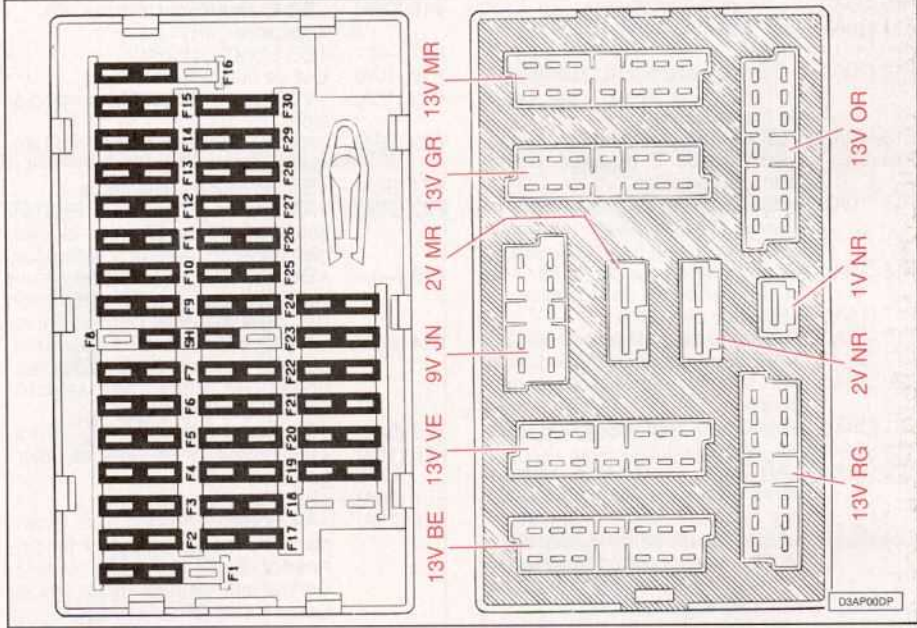 F16
F15
F30
F14
F29
F13
F28
F12
F27
F11
F26
F10
F25
F9
F24
F8
SH
F23
F7
F22
F6
F21
F5
F20
F4
F19
F3
F18
F2
F17
F1
13V MR
13V GR
2V MR
9V JN
13V VE
13V BE
13V OR
1V NR
2V NR
13V RG
D3AP00DP